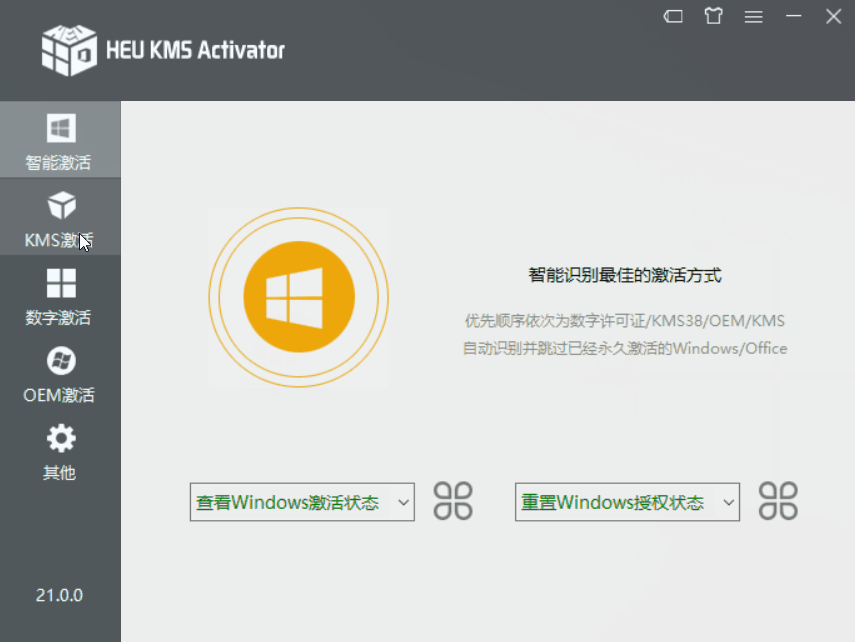 HEU KMS Activator
智能激活
KMS激活
数字激活
OEM激活
其他
21.0.0
智能识别最佳的激活方式
优先顺序依次为数字许可证/KMS38/OEM/KMS
自动识别并跳过已经永久激活的Windows/Office
查看Windows激活状态
重置Windows授权状态